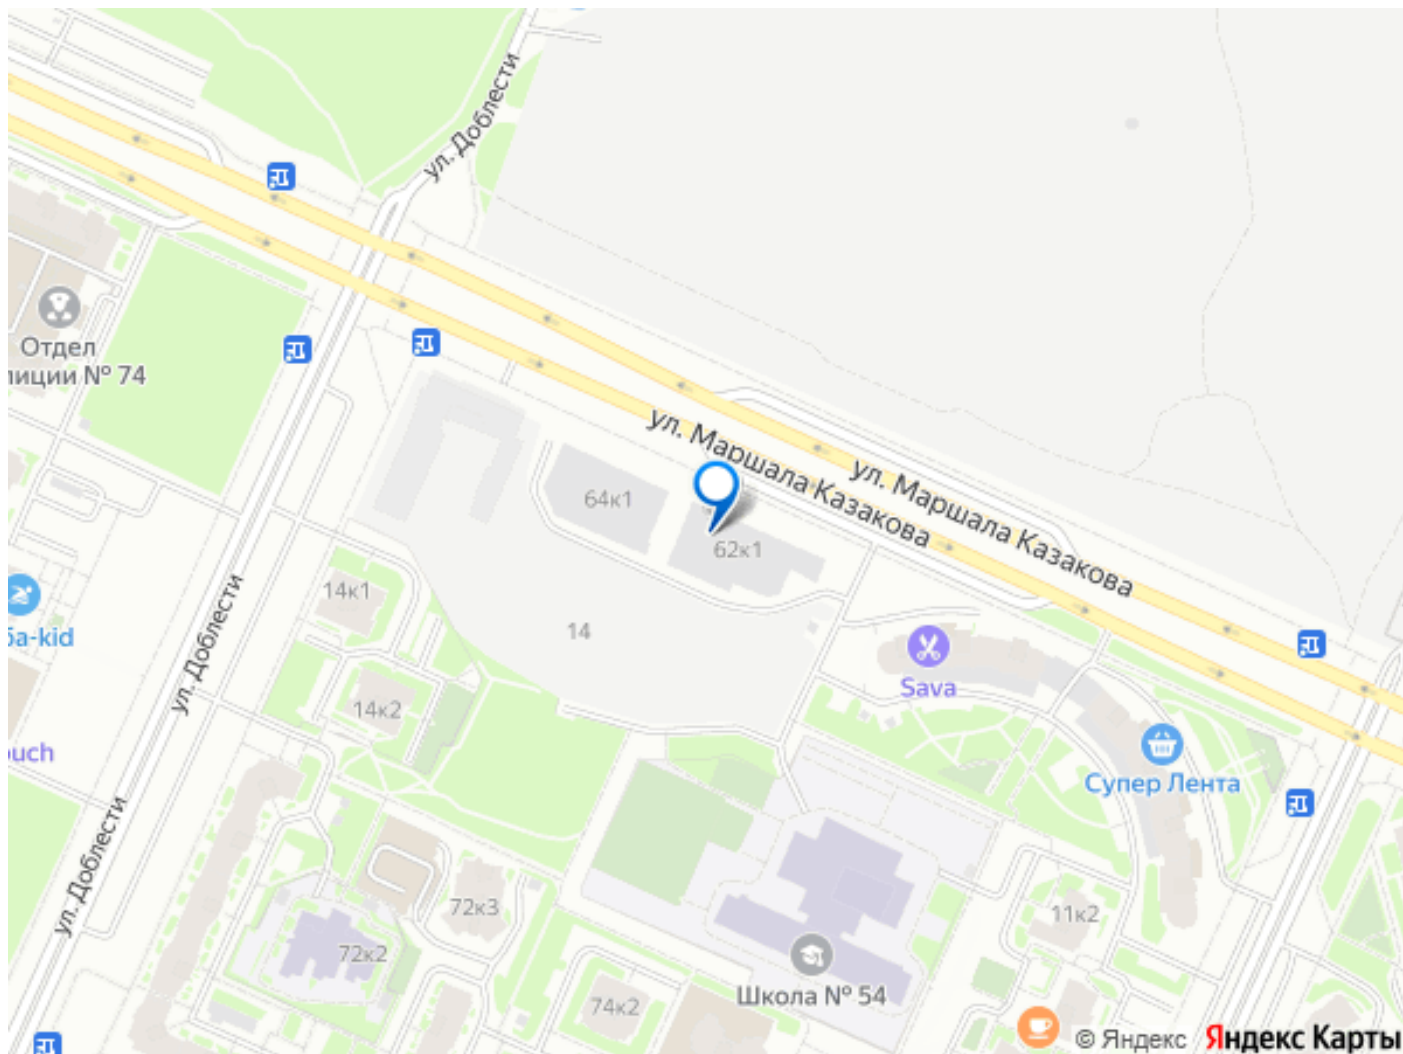 ул. Доблести
Отдел
лиции № 74
ул. Маршала Казакова
ул. Маршала Казакова
64к1
62к1
14к1
ба-kid
14
ул. Доблести
Sava
14к2
uch
Супер Лента
ул. Доблести
72к3
11к2
72к2
Школа № 54
74к2
© Яндекс Яндекс Карты